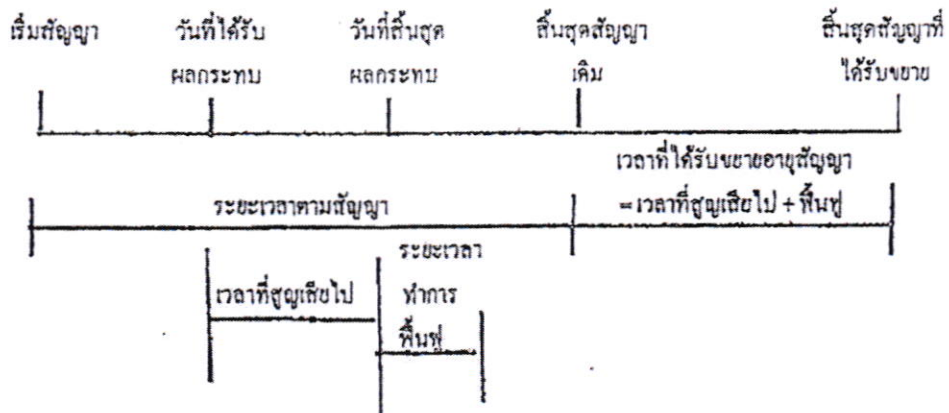 เริ่มสัญญา วันที่ได้รับ วันที่สิ้นสุด สิ้นสุดสัญญา สิ้นสุดสัญญาที่
ผลกระทบ ผลกระทบ เดิม ได้รับขยาย
เวลาที่ได้รับขยายอายุสัญญา
ระยะเวลาตามสัญญา = เวลาที่สูญเสียไป + ฟื้นฟู
ระยะเวลา
เวลาที่สูญเสียไป ทำการ
ฟื้นฟู